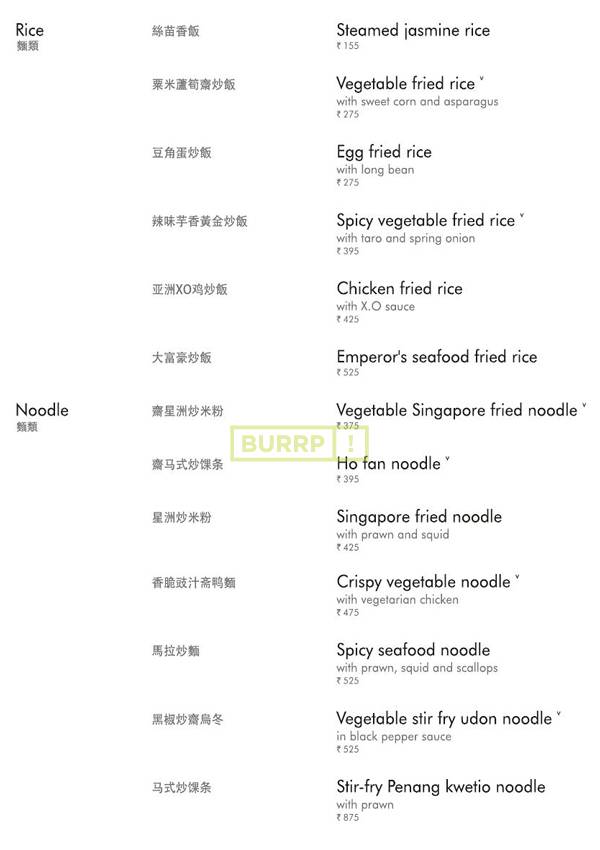 Rice
麵類
絲苗香飯
Steamed jasmine rice
₹ 155
粟米蘆筍齋炒飯
Vegetable fried rice ᵛ
with sweet corn and asparagus
₹ 275
豆角蛋炒飯
Egg fried rice
with long bean
₹ 275
辣味芋香黃金炒飯
Spicy vegetable fried rice ᵛ
with taro and spring onion
₹ 395
亚洲XO鸡炒飯
Chicken fried rice
with X.O sauce
₹ 425
大富豪炒飯
Emperor's seafood fried rice
₹ 525
Noodle
麵類
齋星洲炒米粉
Vegetable Singapore fried noodle ᵛ
₹ 375
BURRP !
齋马式炒馃条
Ho fan noodle ᵛ
₹ 395
星洲炒米粉
Singapore fried noodle
with prawn and squid
₹ 425
香脆豉汁斋鸭麵
Crispy vegetable noodle ᵛ
with vegetarian chicken
₹ 475
馬拉炒麵
Spicy seafood noodle
with prawn, squid and scallops
₹ 525
黑椒炒齋烏冬
Vegetable stir fry udon noodle ᵛ
in black pepper sauce
₹ 525
马式炒馃条
Stir-fry Penang kwetio noodle
with prawn
₹ 875